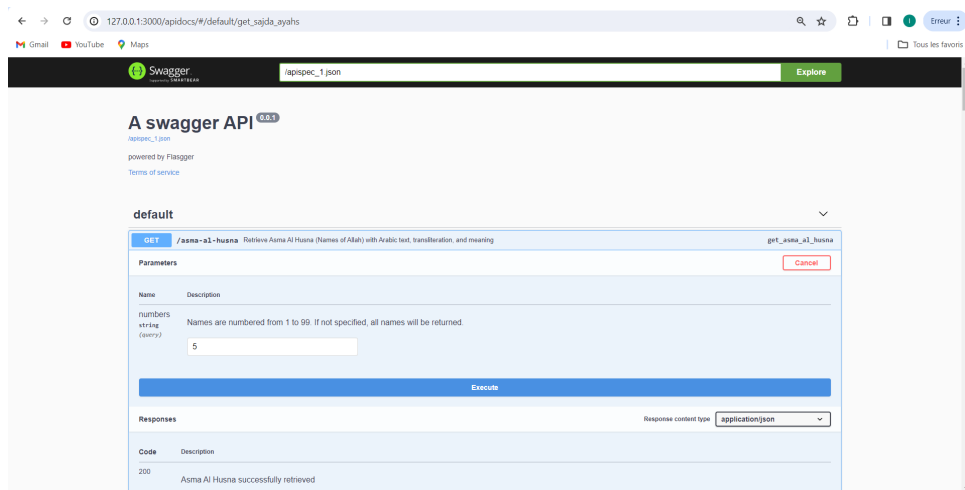 127.0.0.1:3000/apidocs/#/default/get_sajda_ayahs
Erreur
Gmail YouTube Maps
Tous les favoris
Swagger
Supported by SMARTBEAR
/apispec_1.json
Explore
A swagger API 0.0.1
/apispec_1.json
powered by Flasgger
Terms of service
default
GET /asma-al-husna Retrieve Asma Al Husna (Names of Allah) with Arabic text, transliteration, and meaning get_asma_al_husna
Parameters Cancel
Name Description
numbers
string
(query)
Names are numbered from 1 to 99. If not specified, all names will be returned.
5
Execute
Responses Response content type application/json
Code Description
200
Asma Al Husna successfully retrieved